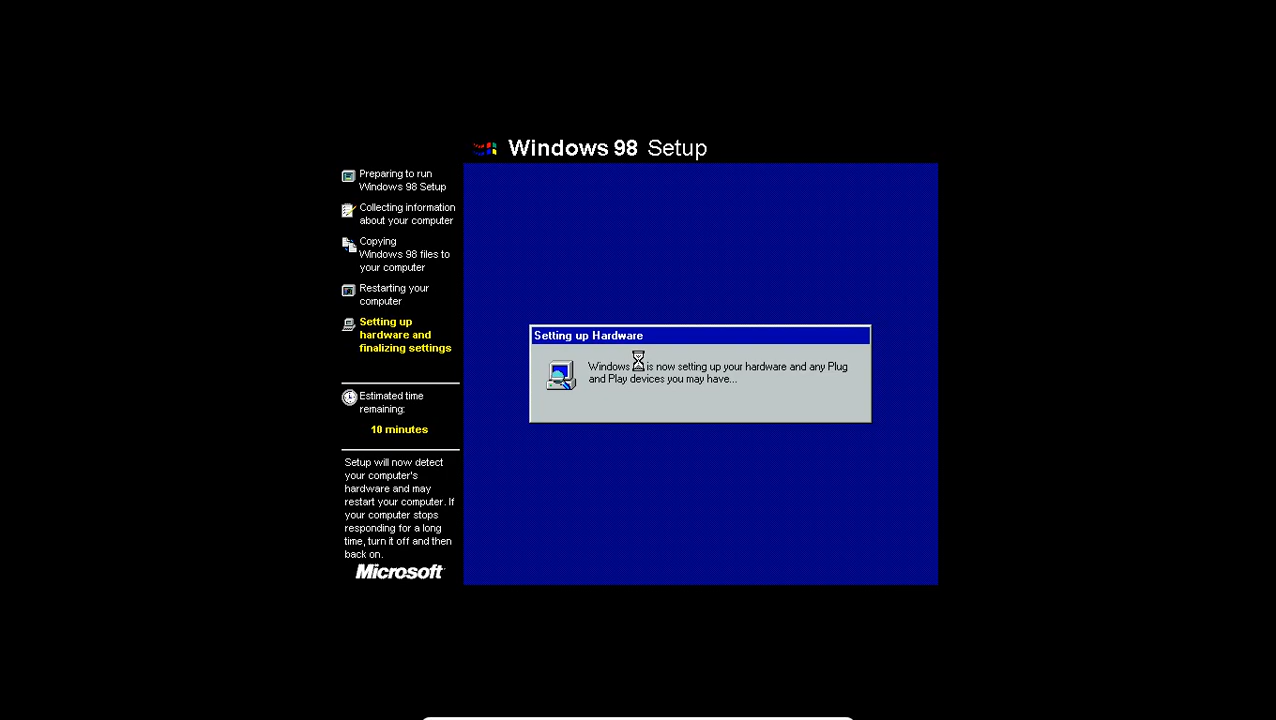 Windows 98 Setup
Preparing to run
Windows 98 Setup
Collecting information
about your computer
Copying
Windows 98 files to
your computer
Restarting your
computer
Setting up
hardware and
finalizing settings
Estimated time
remaining:
10 minutes
Setup will now detect
your computer's
hardware and may
restart your computer. If
your computer stops
responding for a long
time, turn it off and then
back on.
Microsoft
Setting up Hardware
Windows is now setting up your hardware and any Plug
and Play devices you may have...